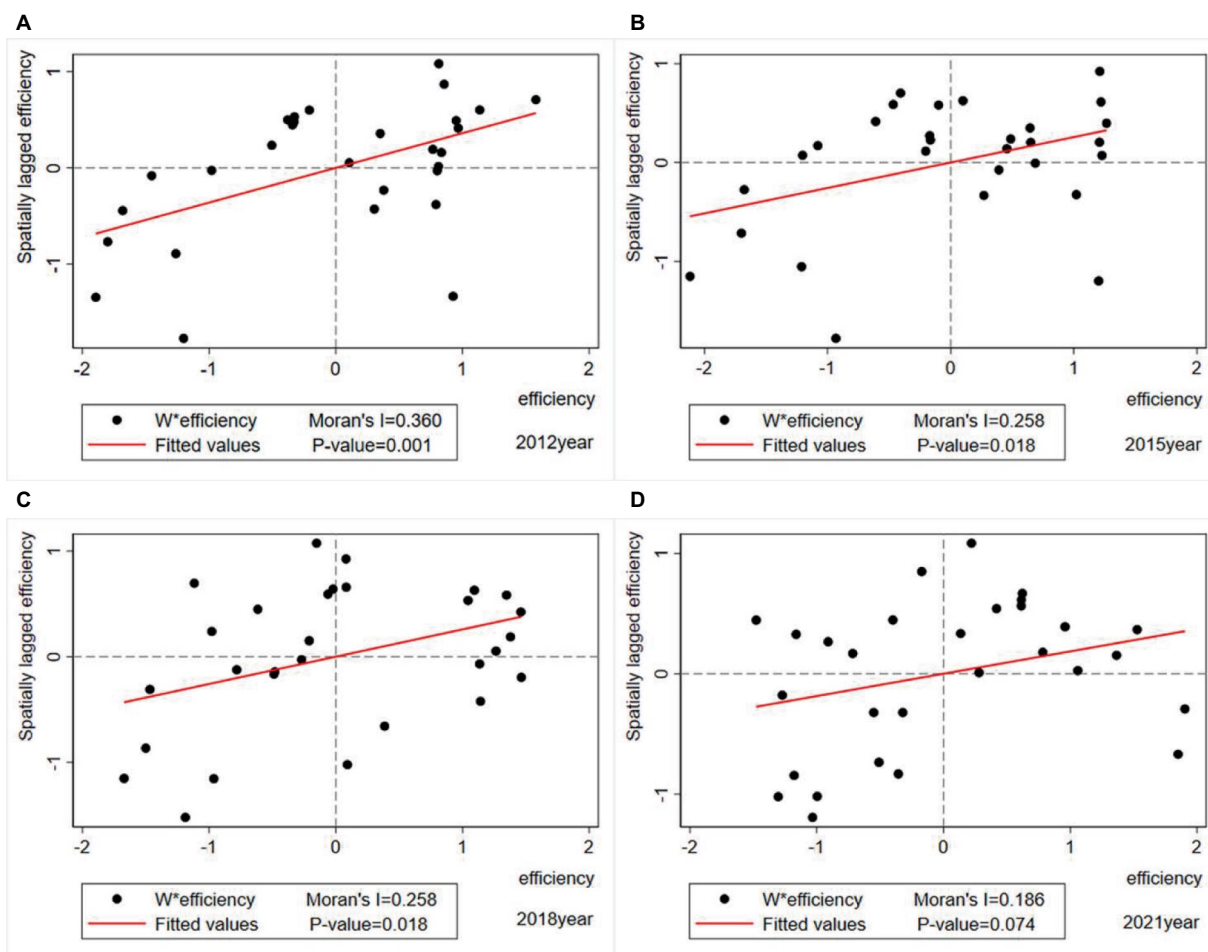 A
Spatially lagged efficiency
1
0
-1
-2 -1 0 1 2
efficiency
W*efficiency Moran's I=0.360
Fitted values P-value=0.001
2012year
B
Spatially lagged efficiency
1
0
-1
-2 -1 0 1 2
efficiency
W*efficiency Moran's I=0.258
Fitted values P-value=0.018
2015year
C
Spatially lagged efficiency
1
0
-1
-2 -1 0 1 2
efficiency
W*efficiency Moran's I=0.258
Fitted values P-value=0.018
2018year
D
Spatially lagged efficiency
1
0
-1
-2 -1 0 1 2
efficiency
W*efficiency Moran's I=0.186
Fitted values P-value=0.074
2021year